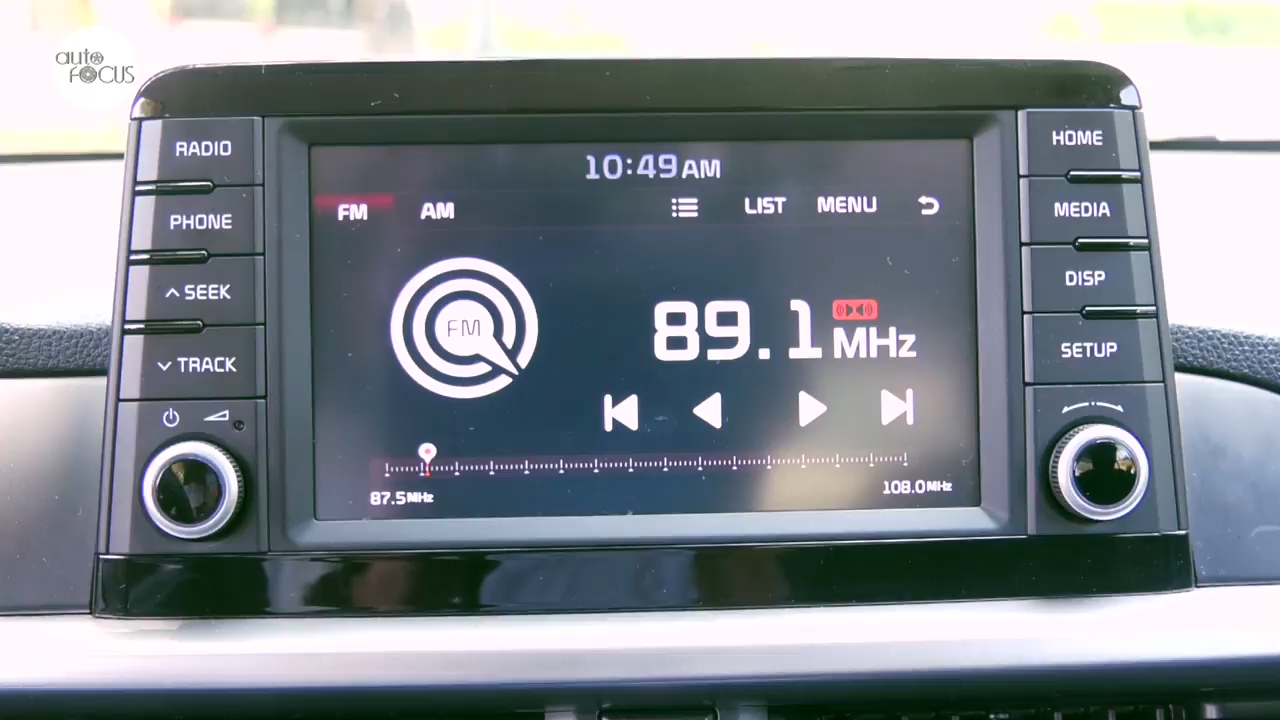 auto
FOCUS
RADIO
PHONE
SEEK
TRACK
10:49 AM
FM
AM
LIST
MENU
FM
89.1
MHz
87.5MHz
108.0MHz
HOME
MEDIA
DISP
SETUP